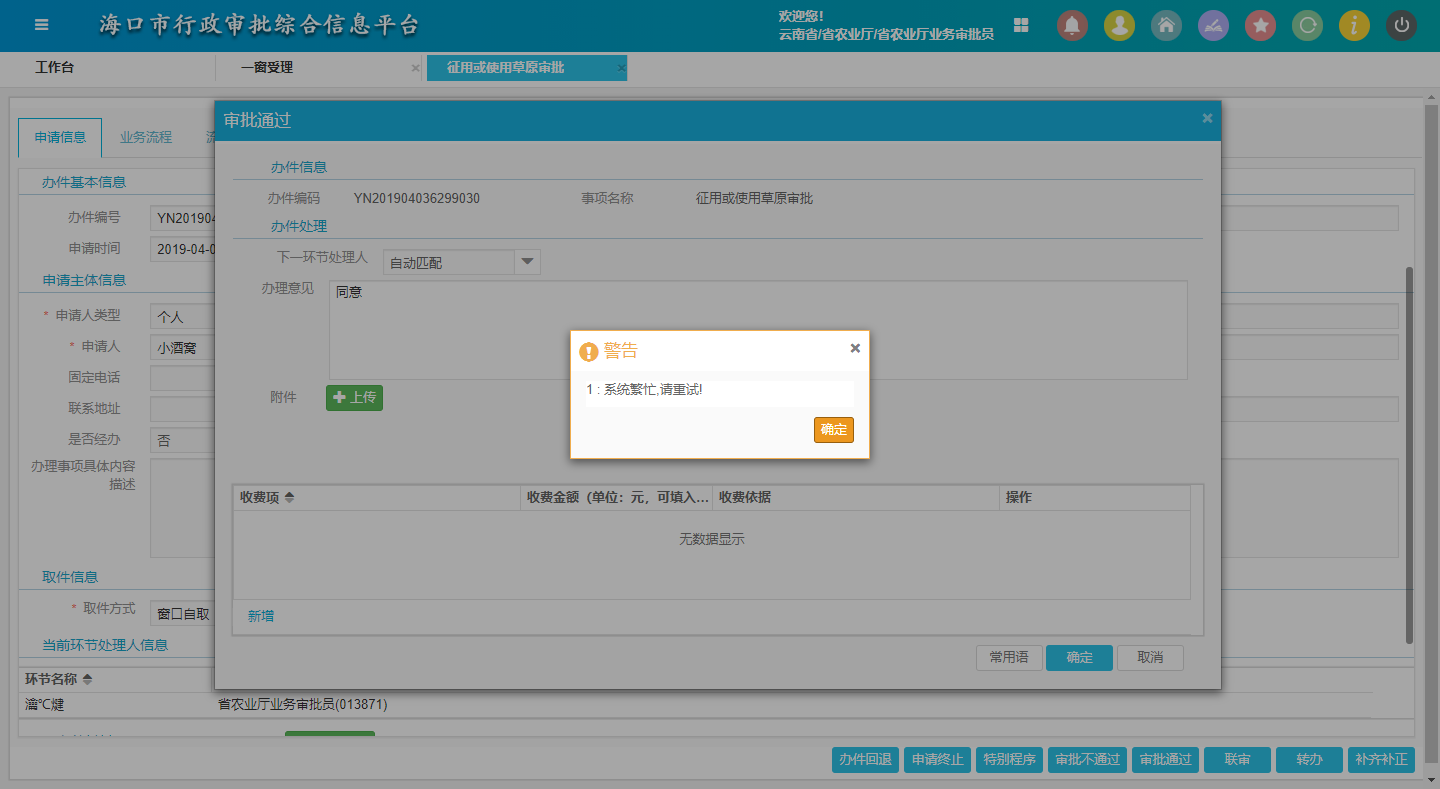 海口市行政审批综合信息平台
欢迎您!
云南省/省农业厅/省农业厅业务审批员
工作台
一窗受理
征用或使用草原审批
审批通过
申请信息
业务流程
办件信息
办件基本信息
办件编码 YN201904036299030 事项名称 征用或使用草原审批
办件编号 YN20190
办件处理
申请时间 2019-04-0
下一环节处理人 自动匹配
申请主体信息
办理意见 同意
* 申请人类型 个人
* 申请人 小酒窝
警告
固定电话
1 : 系统繁忙,请重试!
附件 上传
联系地址
确定
是否经办 否
办理事项具体内容
描述
收费项 收费金额（单位：元，可填入... 收费依据 操作
无数据显示
取件信息
* 取件方式 窗口自取
新增
当前环节处理人信息
常用语 确定 取消
环节名称
省农业厅业务审批员(013871)
办件回退 申请终止 特别程序 审批不通过 审批通过 联审 转办 补齐补正